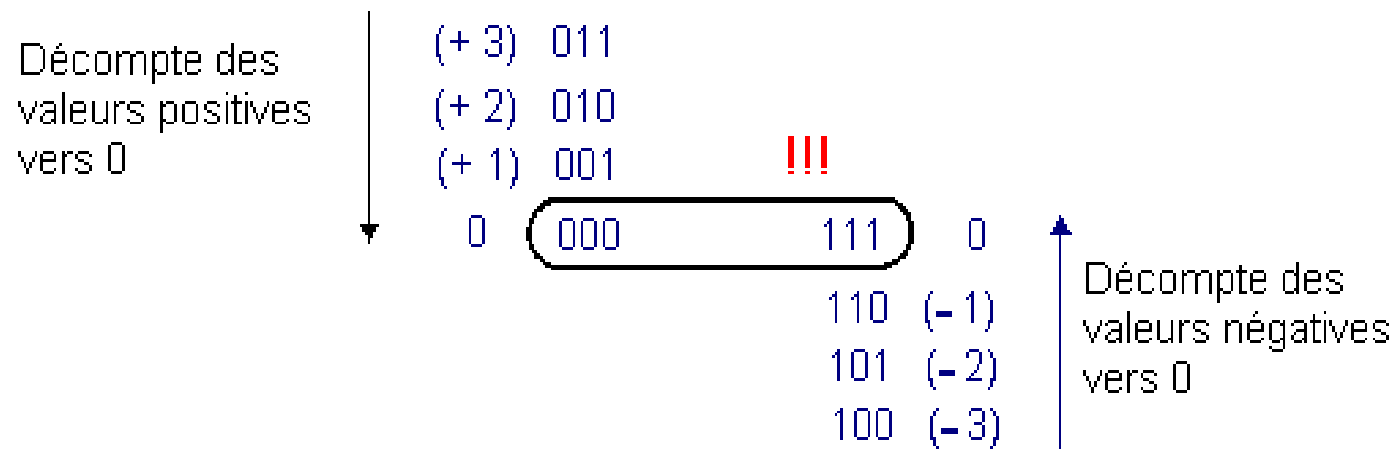 Décompte des
valeurs positives
vers 0
(+ 3) 011
(+ 2) 010
(+ 1) 001
!!!
0 000 111 0
110 (– 1)
101 (– 2)
100 (– 3)
Décompte des
valeurs négatives
vers 0